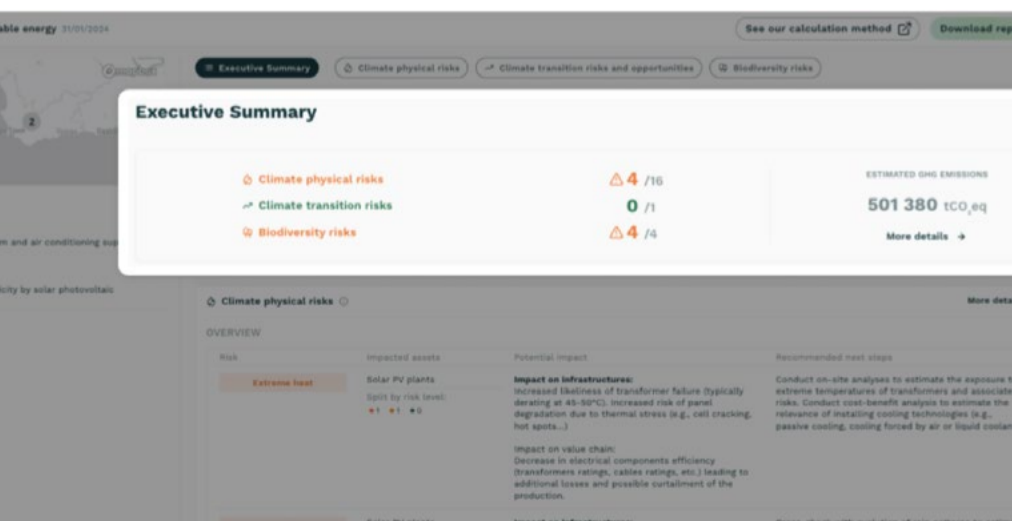 able energy 31/01/2024
See our calculation method
Download rep
Executive Summary
Climate physical risks
Climate transition risks and opportunities
Biodiversity risks
2
Executive Summary
Climate physical risks 4 /16
Climate transition risks 0 /1
Biodiversity risks 4 /4
ESTIMATED GHG EMISSIONS
501 380 tCO₂eq
More details →
m and air conditioning sup
icity by solar photovoltaic
Climate physical risks
More deta
OVERVIEW
Risk
Impacted assets
Potential impact
Recommended next steps
Extreme heat
Solar PV plants
Split by risk level:
1 1 0
Impact on infrastructures:
Increased likeliness of transformer failure (typically
derating at 45-50°C). Increased risk of panel
degradation due to thermal stress (e.g., cell cracking,
hot spots...)
Impact on value chain:
Decrease in electrical components efficiency
(transformers ratings, cables ratings, etc.) leading to
additional losses and possible curtailment of the
production.
Conduct on-site analyses to estimate the exposure t
extreme temperatures of transformers and associate
risks. Conduct cost-benefit analysis to estimate the
relevance of installing cooling technologies (e.g.,
passive cooling, cooling forced by air or liquid coolan